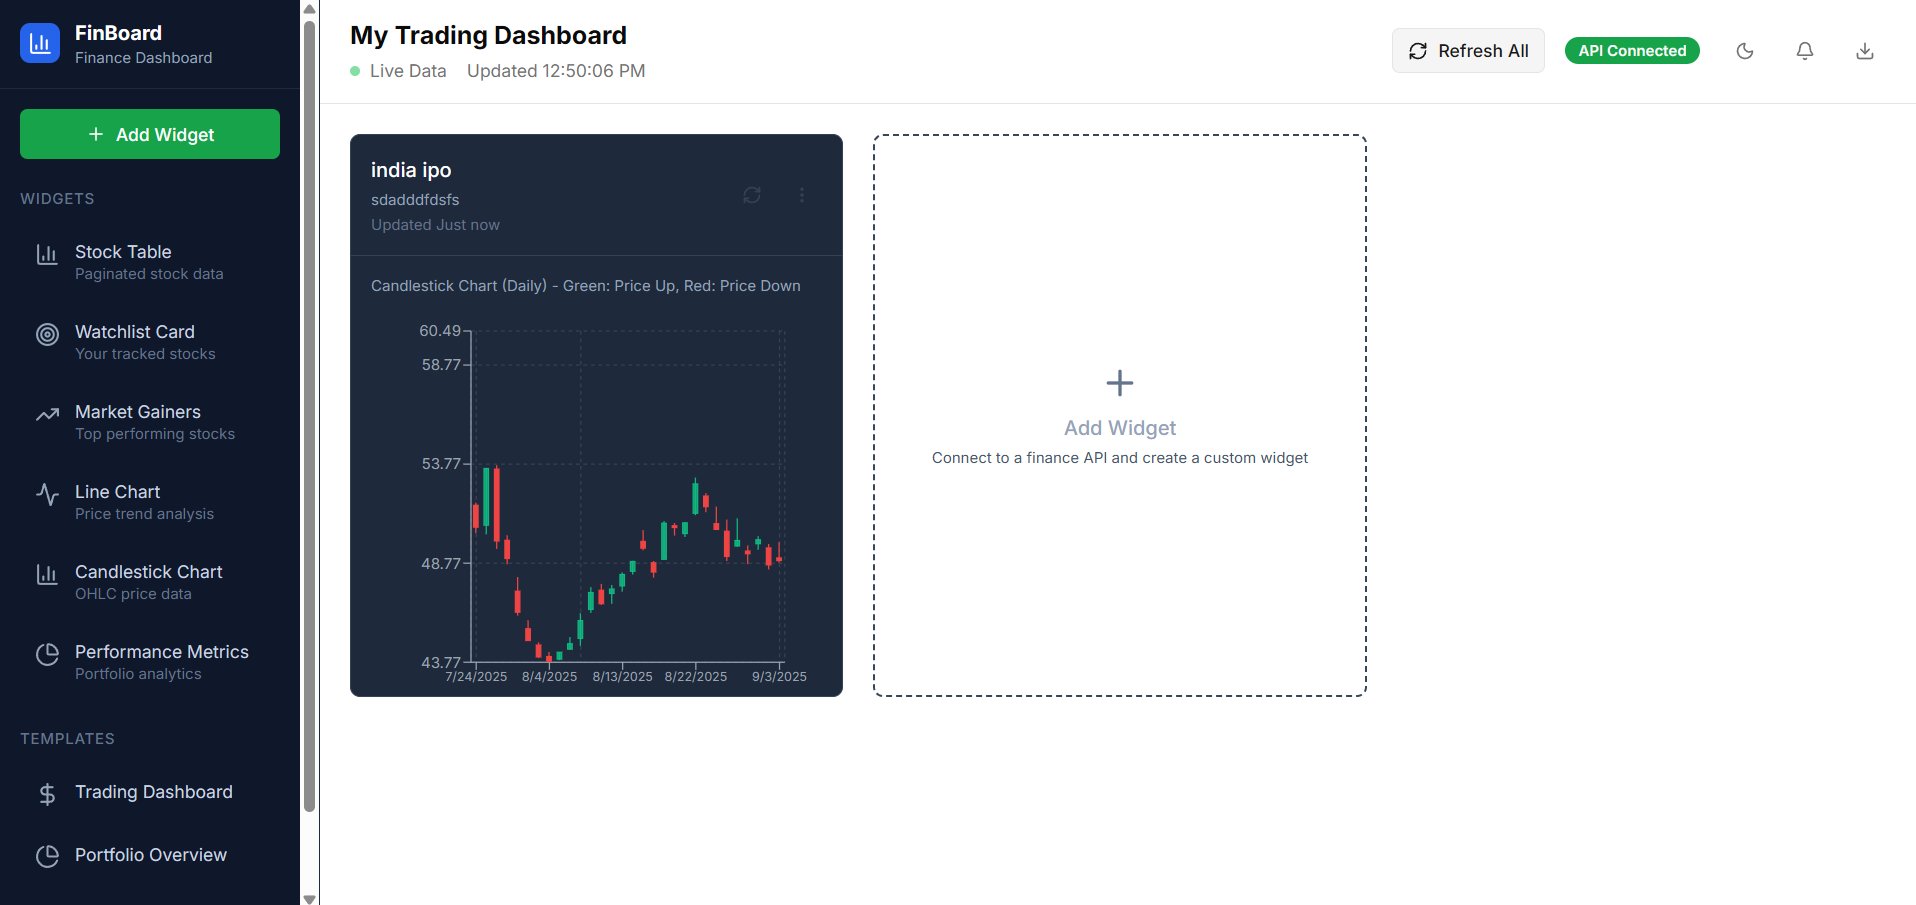 FinBoard
Finance Dashboard
Add Widget
WIDGETS
Stock Table
Paginated stock data
Watchlist Card
Your tracked stocks
Market Gainers
Top performing stocks
Line Chart
Price trend analysis
Candlestick Chart
OHLC price data
Performance Metrics
Portfolio analytics
TEMPLATES
Trading Dashboard
Portfolio Overview
My Trading Dashboard
Live Data Updated 12:50:06 PM
Refresh All
API Connected
india ipo
sdadddfdsfs
Updated Just now
Candlestick Chart (Daily) - Green: Price Up, Red: Price Down
60.49
58.77
53.77
48.77
43.77
7/24/2025 8/4/2025 8/13/2025 8/22/2025 9/3/2025
Add Widget
Connect to a finance API and create a custom widget